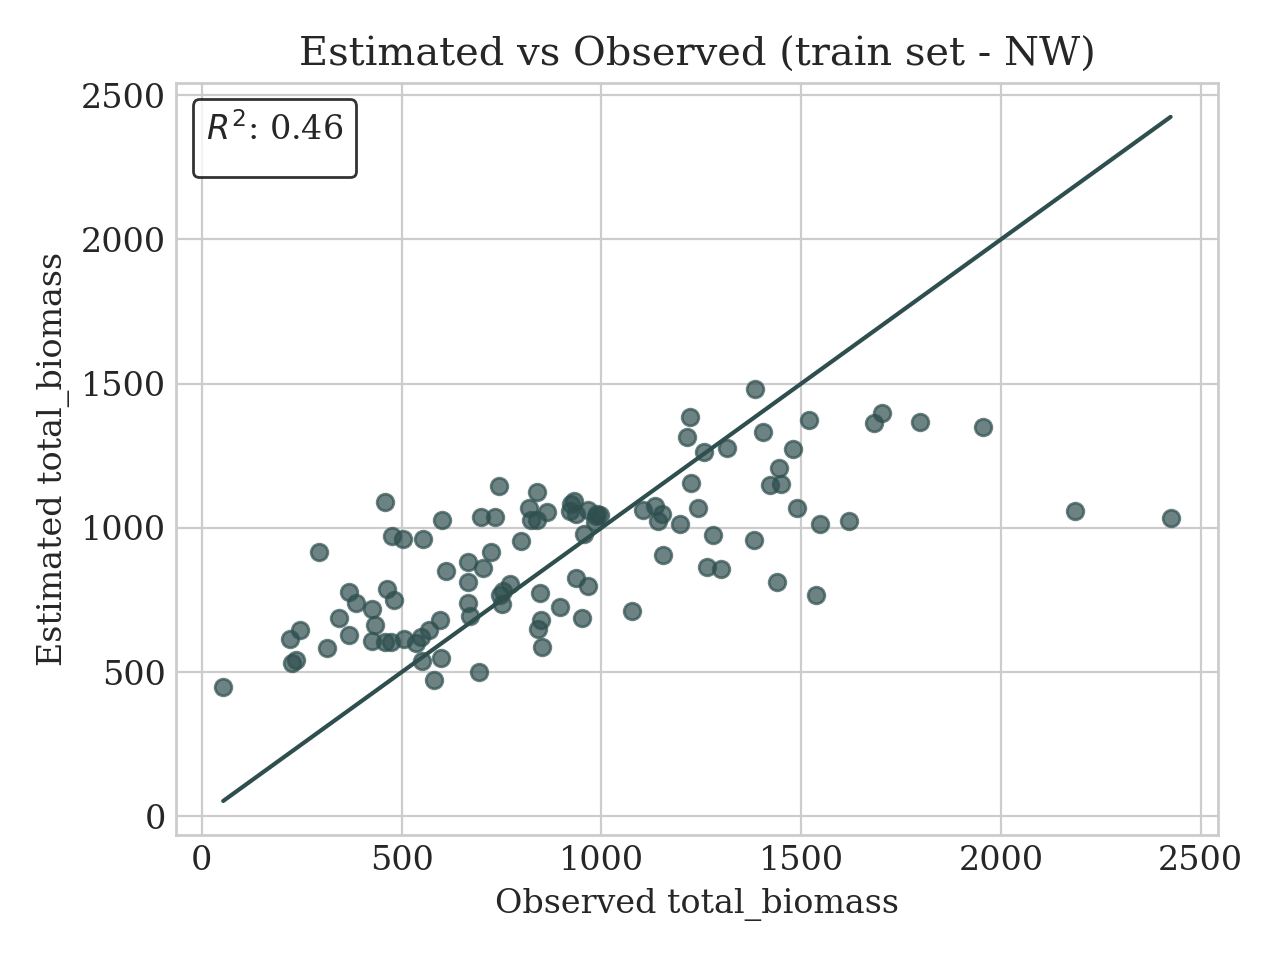 Estimated vs Observed (train set - NW)
R²: 0.46
Estimated total_biomass
2500
2000
1500
1000
500
0
0 500 1000 1500 2000 2500
Observed total_biomass